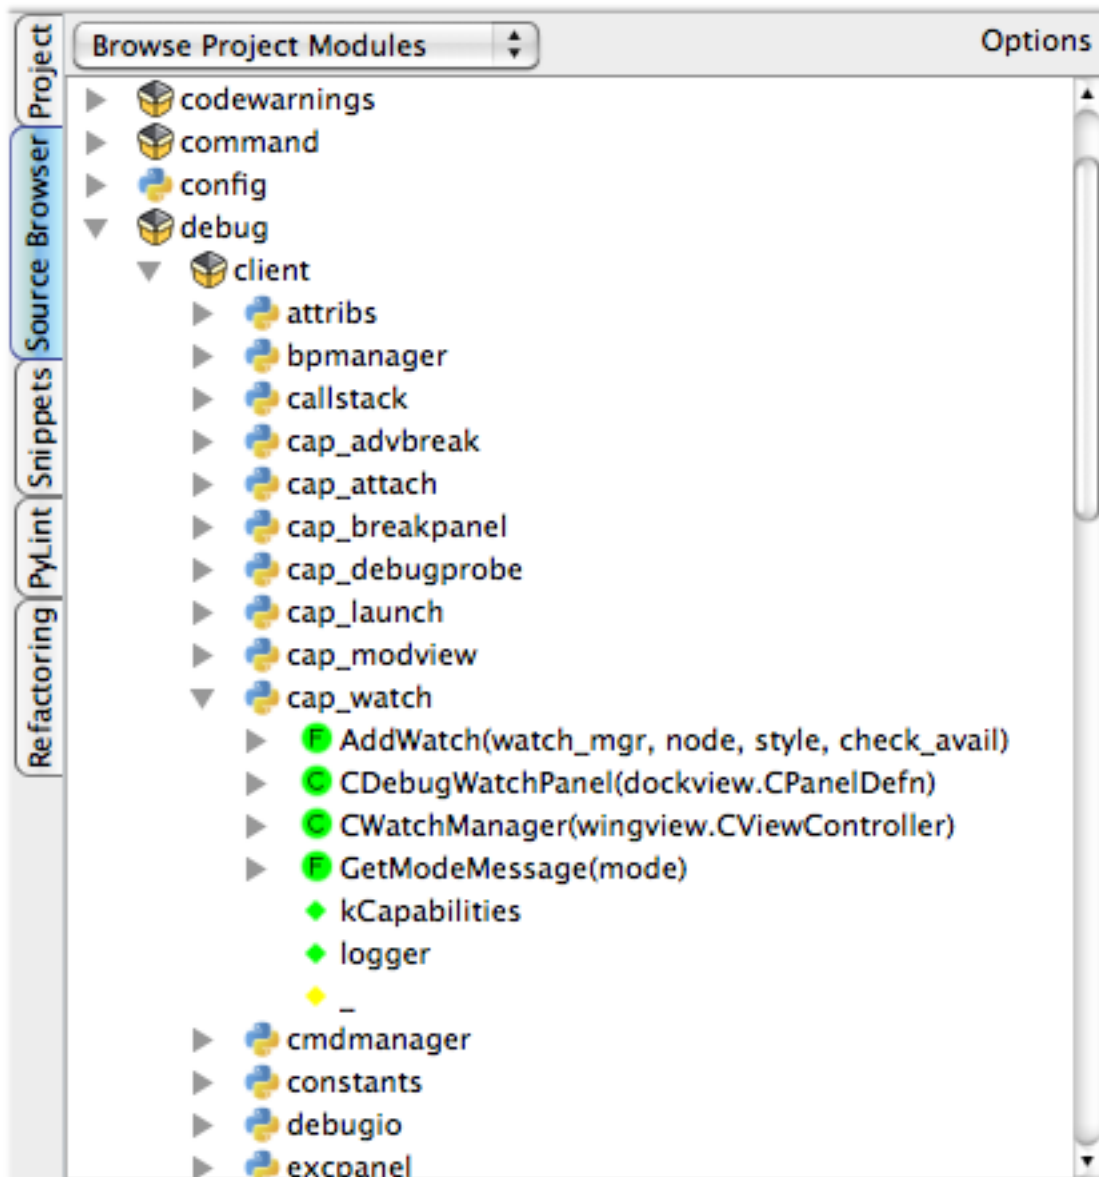 Browse Project Modules
Options
Project
Source Browser
Snippets
PyLint
Refactoring
codewarnings
command
config
debug
client
attribs
bpmanager
callstack
cap_advbreak
cap_attach
cap_breakpanel
cap_debugprobe
cap_launch
cap_modview
cap_watch
F AddWatch(watch_mgr, node, style, check_avail)
C CDebugWatchPanel(dockview.CPanelDefn)
C CWatchManager(wingview.CViewController)
F GetModeMessage(mode)
kCapabilities
logger
_
cmdmanager
constants
debugio
excpanel